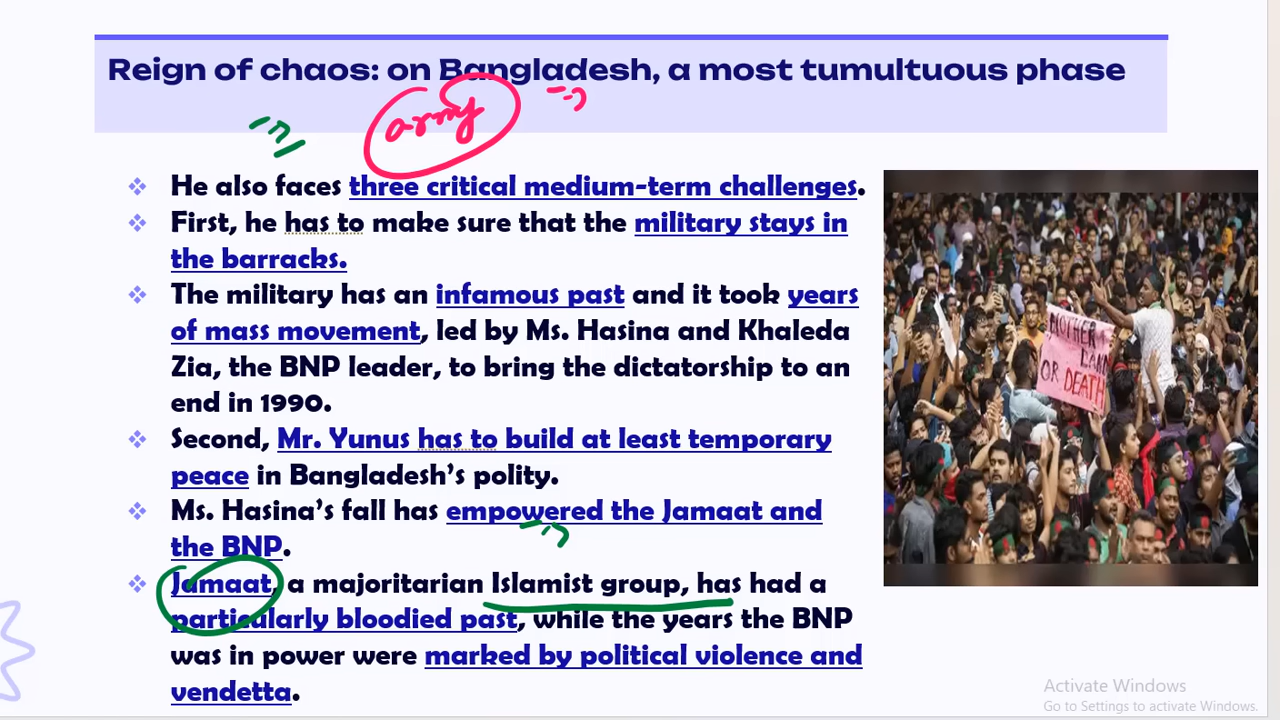 Reign of chaos: on Bangladesh, a most tumultuous phase
army
He also faces three critical medium-term challenges.
First, he has to make sure that the military stays in
the barracks.
The military has an infamous past and it took years
of mass movement, led by Ms. Hasina and Khaleda
Zia, the BNP leader, to bring the dictatorship to an
end in 1990.
Second, Mr. Yunus has to build at least temporary
peace in Bangladesh’s polity.
Ms. Hasina’s fall has empowered the Jamaat and
the BNP.
Jamaat, a majoritarian Islamist group, has had a
particularly bloodied past, while the years the BNP
was in power were marked by political violence and
vendetta.
OR DEATH
Activate Windows
Go to Settings to activate Windows.